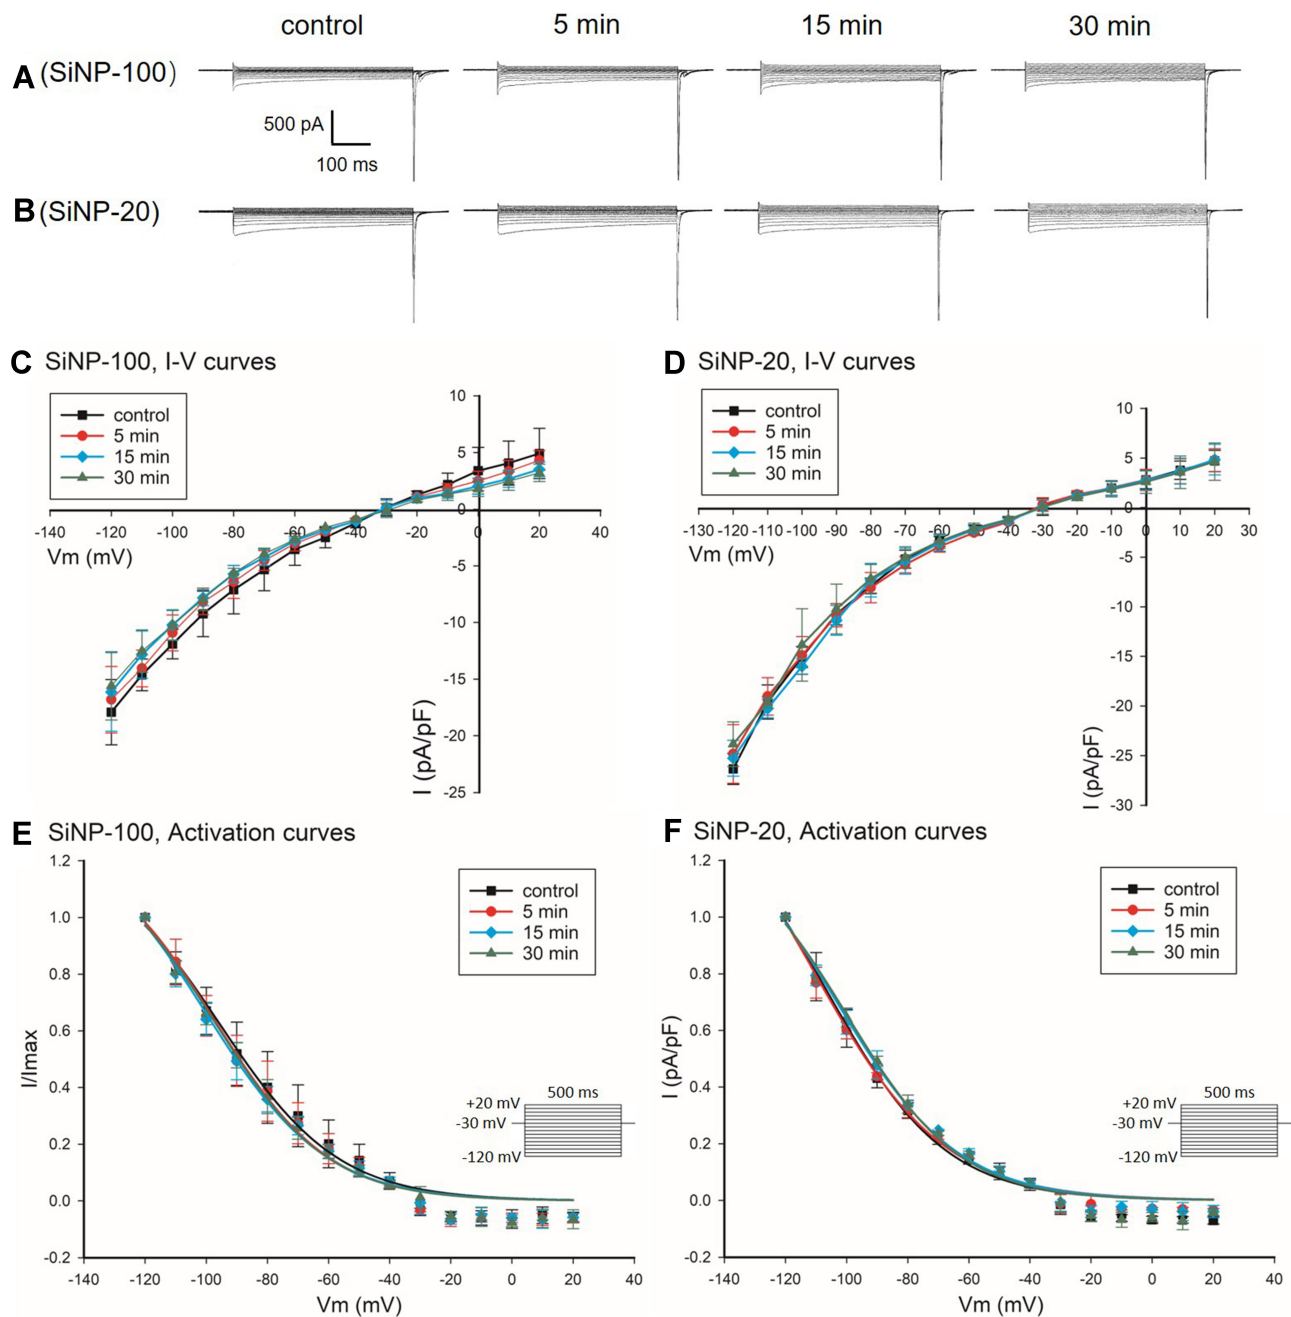 control 5 min 15 min 30 min
A (SiNP-100)
500 pA
100 ms
B (SiNP-20)
C SiNP-100, I-V curves
control
5 min
15 min
30 min
10
5
0
-5
-10
-15
-20
-25
-140 -120 -100 -80 -60 -40 -20 0 20 40
Vm (mV)
I (pA/pF)
D SiNP-20, I-V curves
control
5 min
15 min
30 min
10
5
0
-5
-10
-15
-20
-25
-30
-130 -120 -110 -100 -90 -80 -70 -60 -50 -40 -30 -20 -10 0 10 20 30
Vm (mV)
I (pA/pF)
E SiNP-100, Activation curves
1.2
1.0
0.8
0.6
0.4
0.2
0.0
-0.2
I/Imax
control
5 min
15 min
30 min
500 ms
+20 mV
-30 mV
-120 mV
-140 -120 -100 -80 -60 -40 -20 0 20 40
Vm (mV)
F SiNP-20, Activation curves
1.2
1.0
0.8
0.6
0.4
0.2
0.0
-0.2
I (pA/pF)
control
5 min
15 min
30 min
500 ms
+20 mV
-30 mV
-120 mV
-140 -120 -100 -80 -60 -40 -20 0 20 40
Vm (mV)